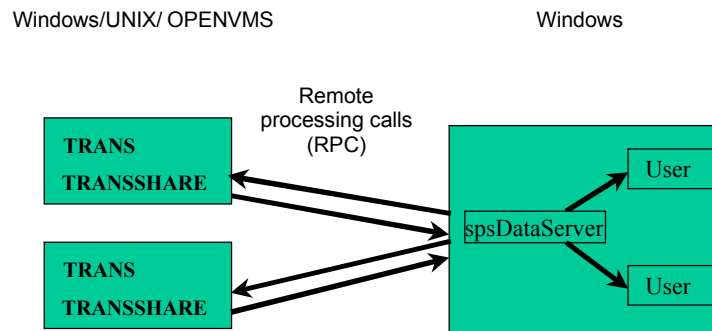 Windows/UNIX/ OPENVMS
Windows
Remote
processing calls
(RPC)
TRANS
TRANSSHARE
User
spsDataServer
TRANS
TRANSSHARE
User